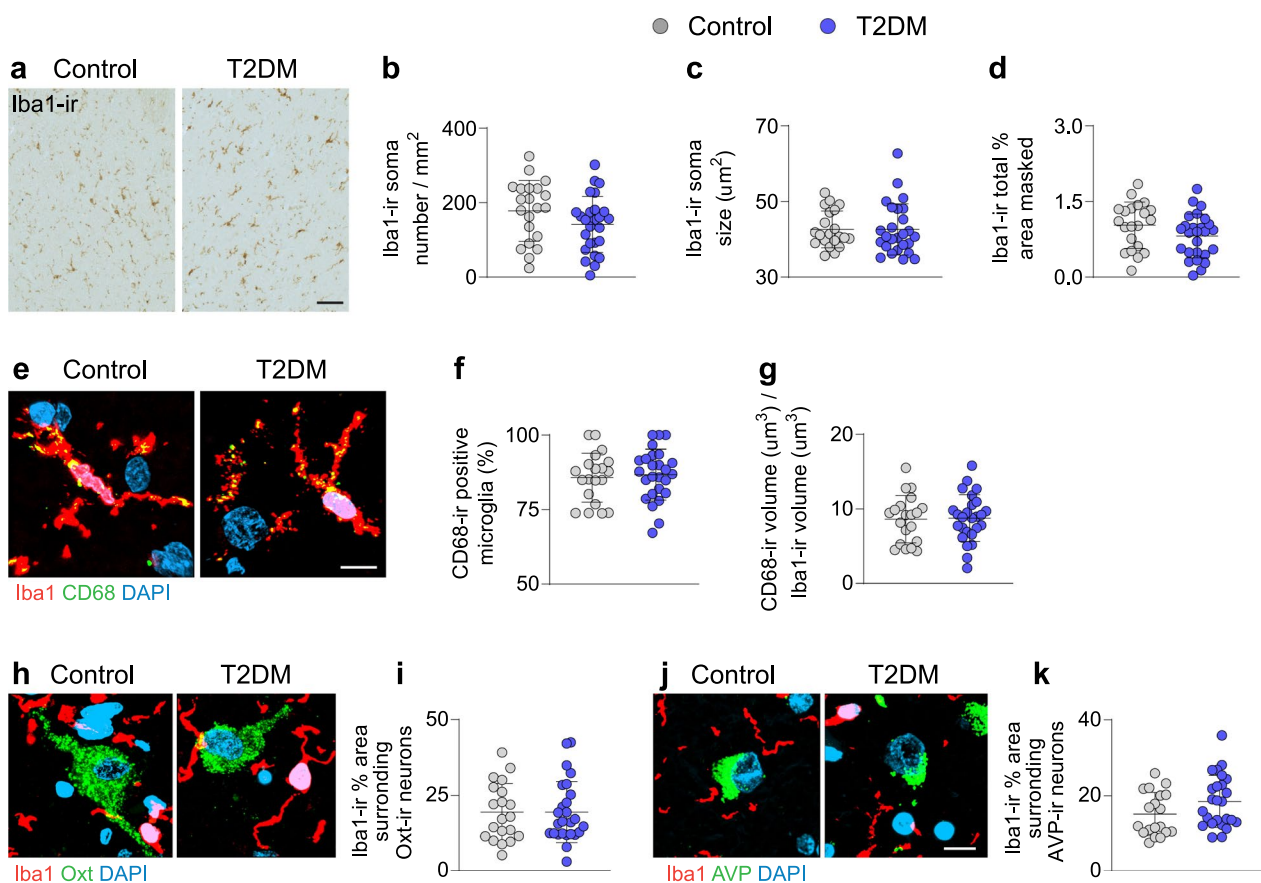 Control T2DM
a Control T2DM
Iba1-ir
b
Iba1-ir soma
number / mm2
400
200
0
c
Iba1-ir soma
size (um2)
70
50
30
d
Iba1-ir total %
area masked
3.0
1.5
0.0
e Control T2DM
Iba1 CD68 DAPI
f
CD68-ir positive
microglia (%)
100
75
50
g
CD68-ir volume (um3) /
Iba1-ir volume (um3)
20
10
0
h Control T2DM
Iba1 Oxt DAPI
i
Iba1-ir % area
surronding
Oxt-ir neurons
50
25
0
j Control T2DM
Iba1 AVP DAPI
k
Iba1-ir % area
surronding
AVP-ir neurons
40
20
0